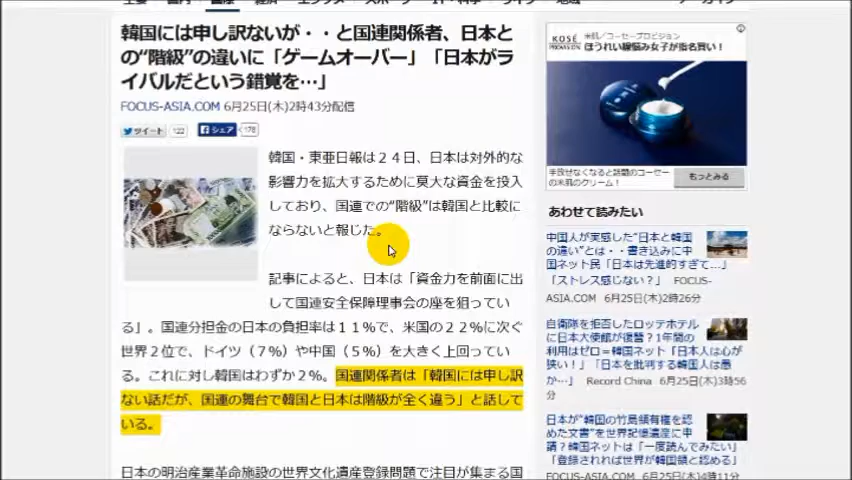 韓国には申し訳ないが・・と国連関係者、日本と
の“階級”の違いに「ゲームオーバー」「日本がラ
イバルだという錯覚を…」
FOCUS-ASIA.COM 6月25日(木)2時43分配信
ツイート 122 シェア 178
韓国・東亜日報は２４日、日本は対外的な
影響力を拡大するために莫大な資金を投入
しており、国連での“階級”は韓国と比較に
ならないと報じた。
記事によると、日本は「資金力を前面に出
して国連安全保障理事会の座を狙ってい
る」。国連分担金の日本の負担率は１１％で、米国の２２％に次ぐ
世界２位で、ドイツ（７％）や中国（５％）を大きく上回ってい
る。これに対し韓国はわずか２％。国連関係者は「韓国には申し訳
ない話だが、国連の舞台で韓国と日本は階級が全く違う」と話して
いる。
日本の明治産業革命施設の世界文化遺産登録問題で注目が集まる国
KOSÉ
米肌／コーセープロビジョン
ほうれい線悩み女子が指名買い！
手放せなくなると話題のコーセー
の米肌のクリーム！
もっとみる
あわせて読みたい
中国人が実感した“日本と韓国
の違い”とは・・書き込みに中
国ネット民「日本は先進的すぎて…」
「ストレス感じない？」 FOCUS-
ASIA.COM 6月25日(木)2時26分
自衛隊を拒否したロッテホテル
に日本大使館が復讐？1年間の
利用はゼロ＝韓国ネット「日本人は心が
狭い！」「日本を批判する韓国人は愚
か…」 Record China 6月25日(木)3時56
分
日本が“韓国の竹島領有権を認
めた文書”を世界記憶遺産に申
請？韓国ネットは「一度読んでみたい」
「登録されれば世界が韓国領と認める」
FOCUS-ASIA.COM 6月25日(木)4時11分